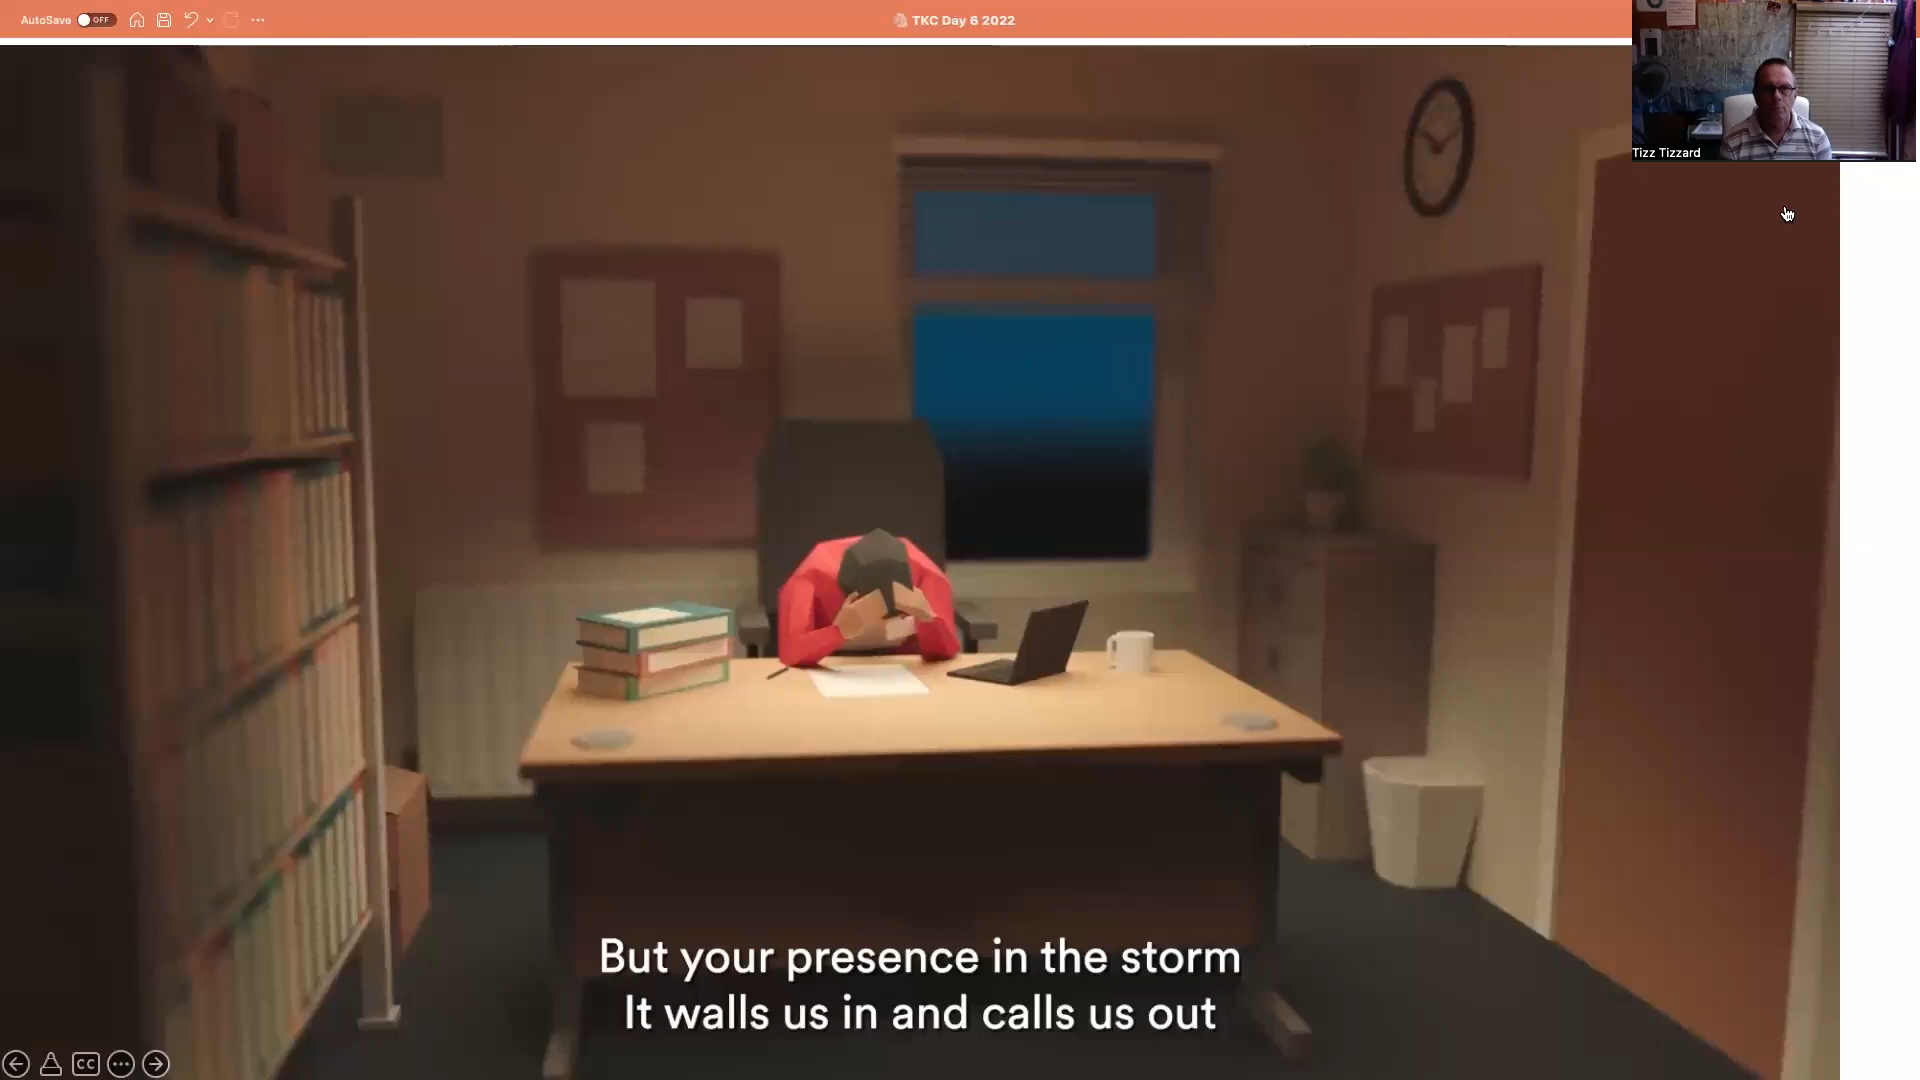 AutoSave OFF
TKC Day 6 2022
Tizz Tizzard
But your presence in the storm
It walls us in and calls us out
CC